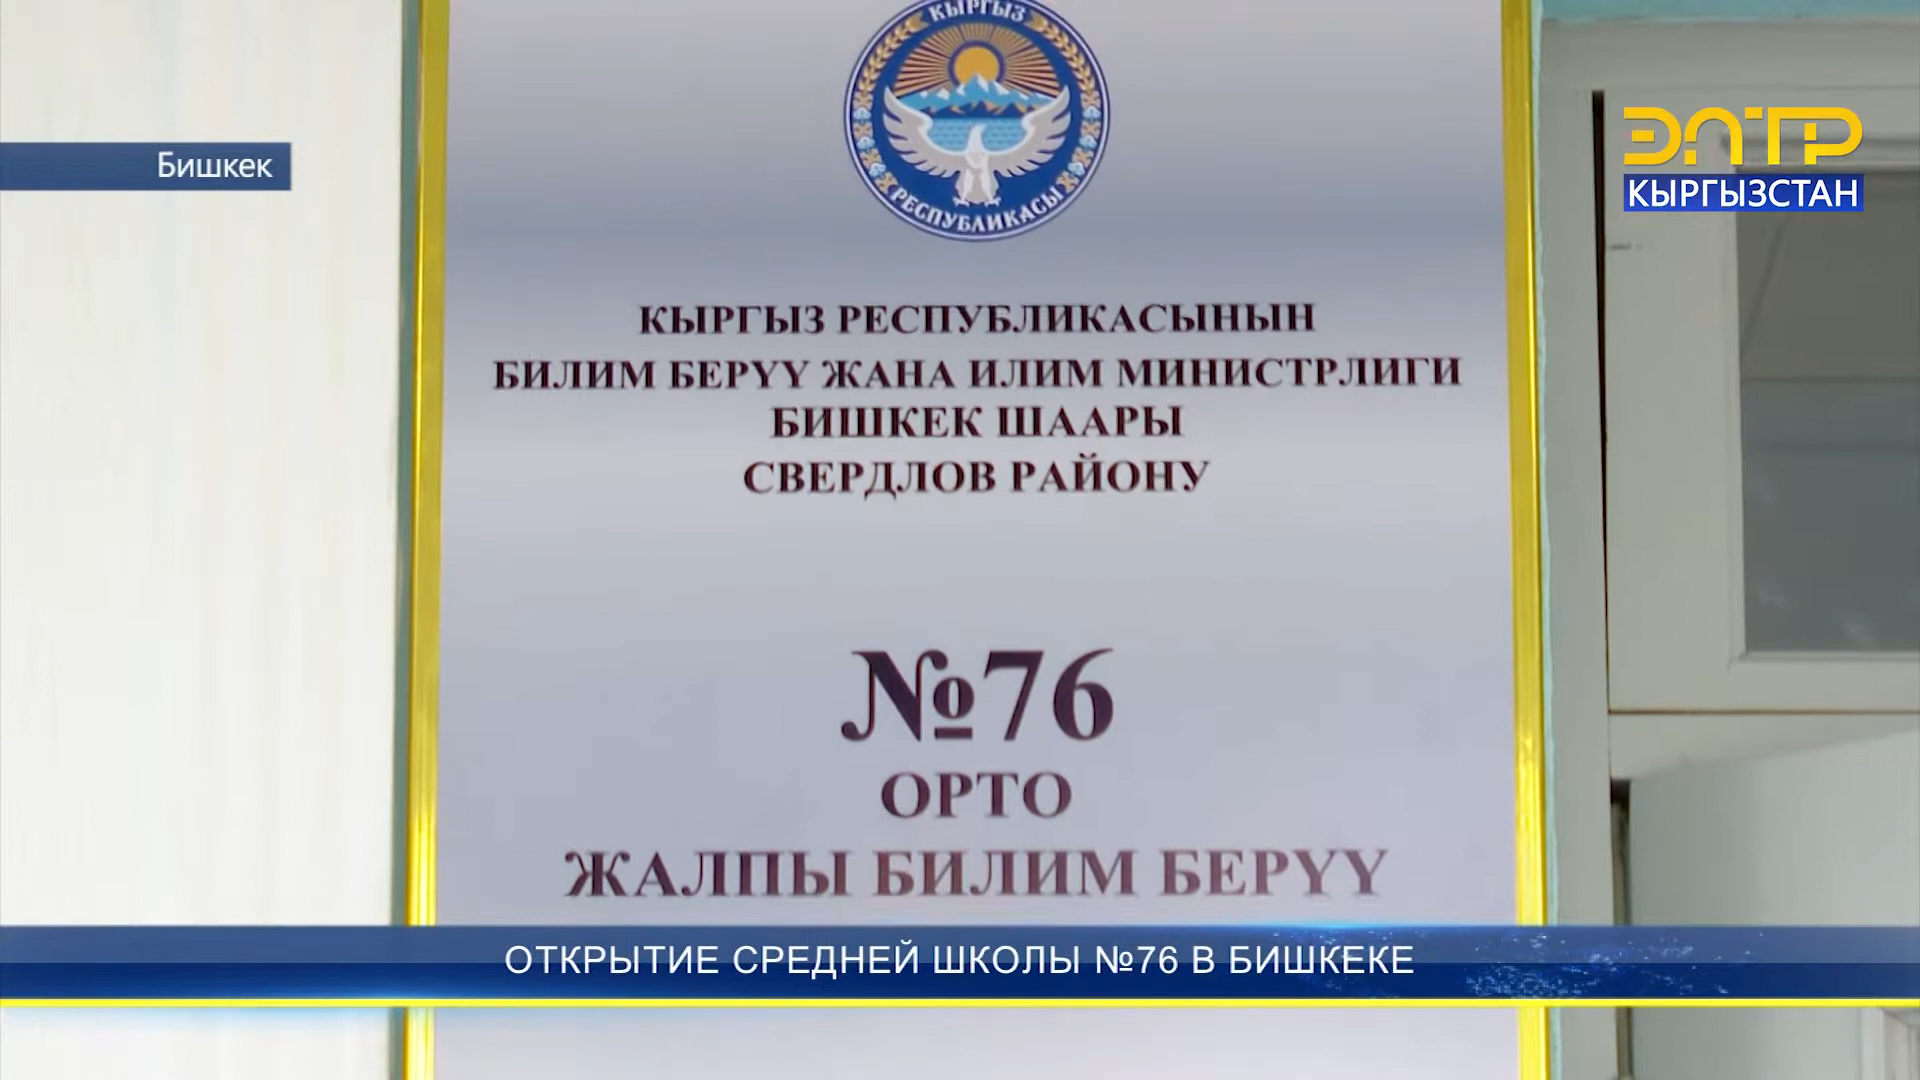 КЫРГЫЗ
РЕСПУБЛИКАСЫ
Бишкек
ЭЛТР
КЫРГЫЗСТАН
КЫРГЫЗ РЕСПУБЛИКАСЫНЫН
БИЛИМ БЕРҮҮ ЖАНА ИЛИМ МИНИСТРЛИГИ
БИШКЕК ШААРЫ
СВЕРДЛОВ РАЙОНУ
№76
ОРТО
ЖАЛПЫ БИЛИМ БЕРҮҮ
ОТКРЫТИЕ СРЕДНЕЙ ШКОЛЫ №76 В БИШКЕКЕ